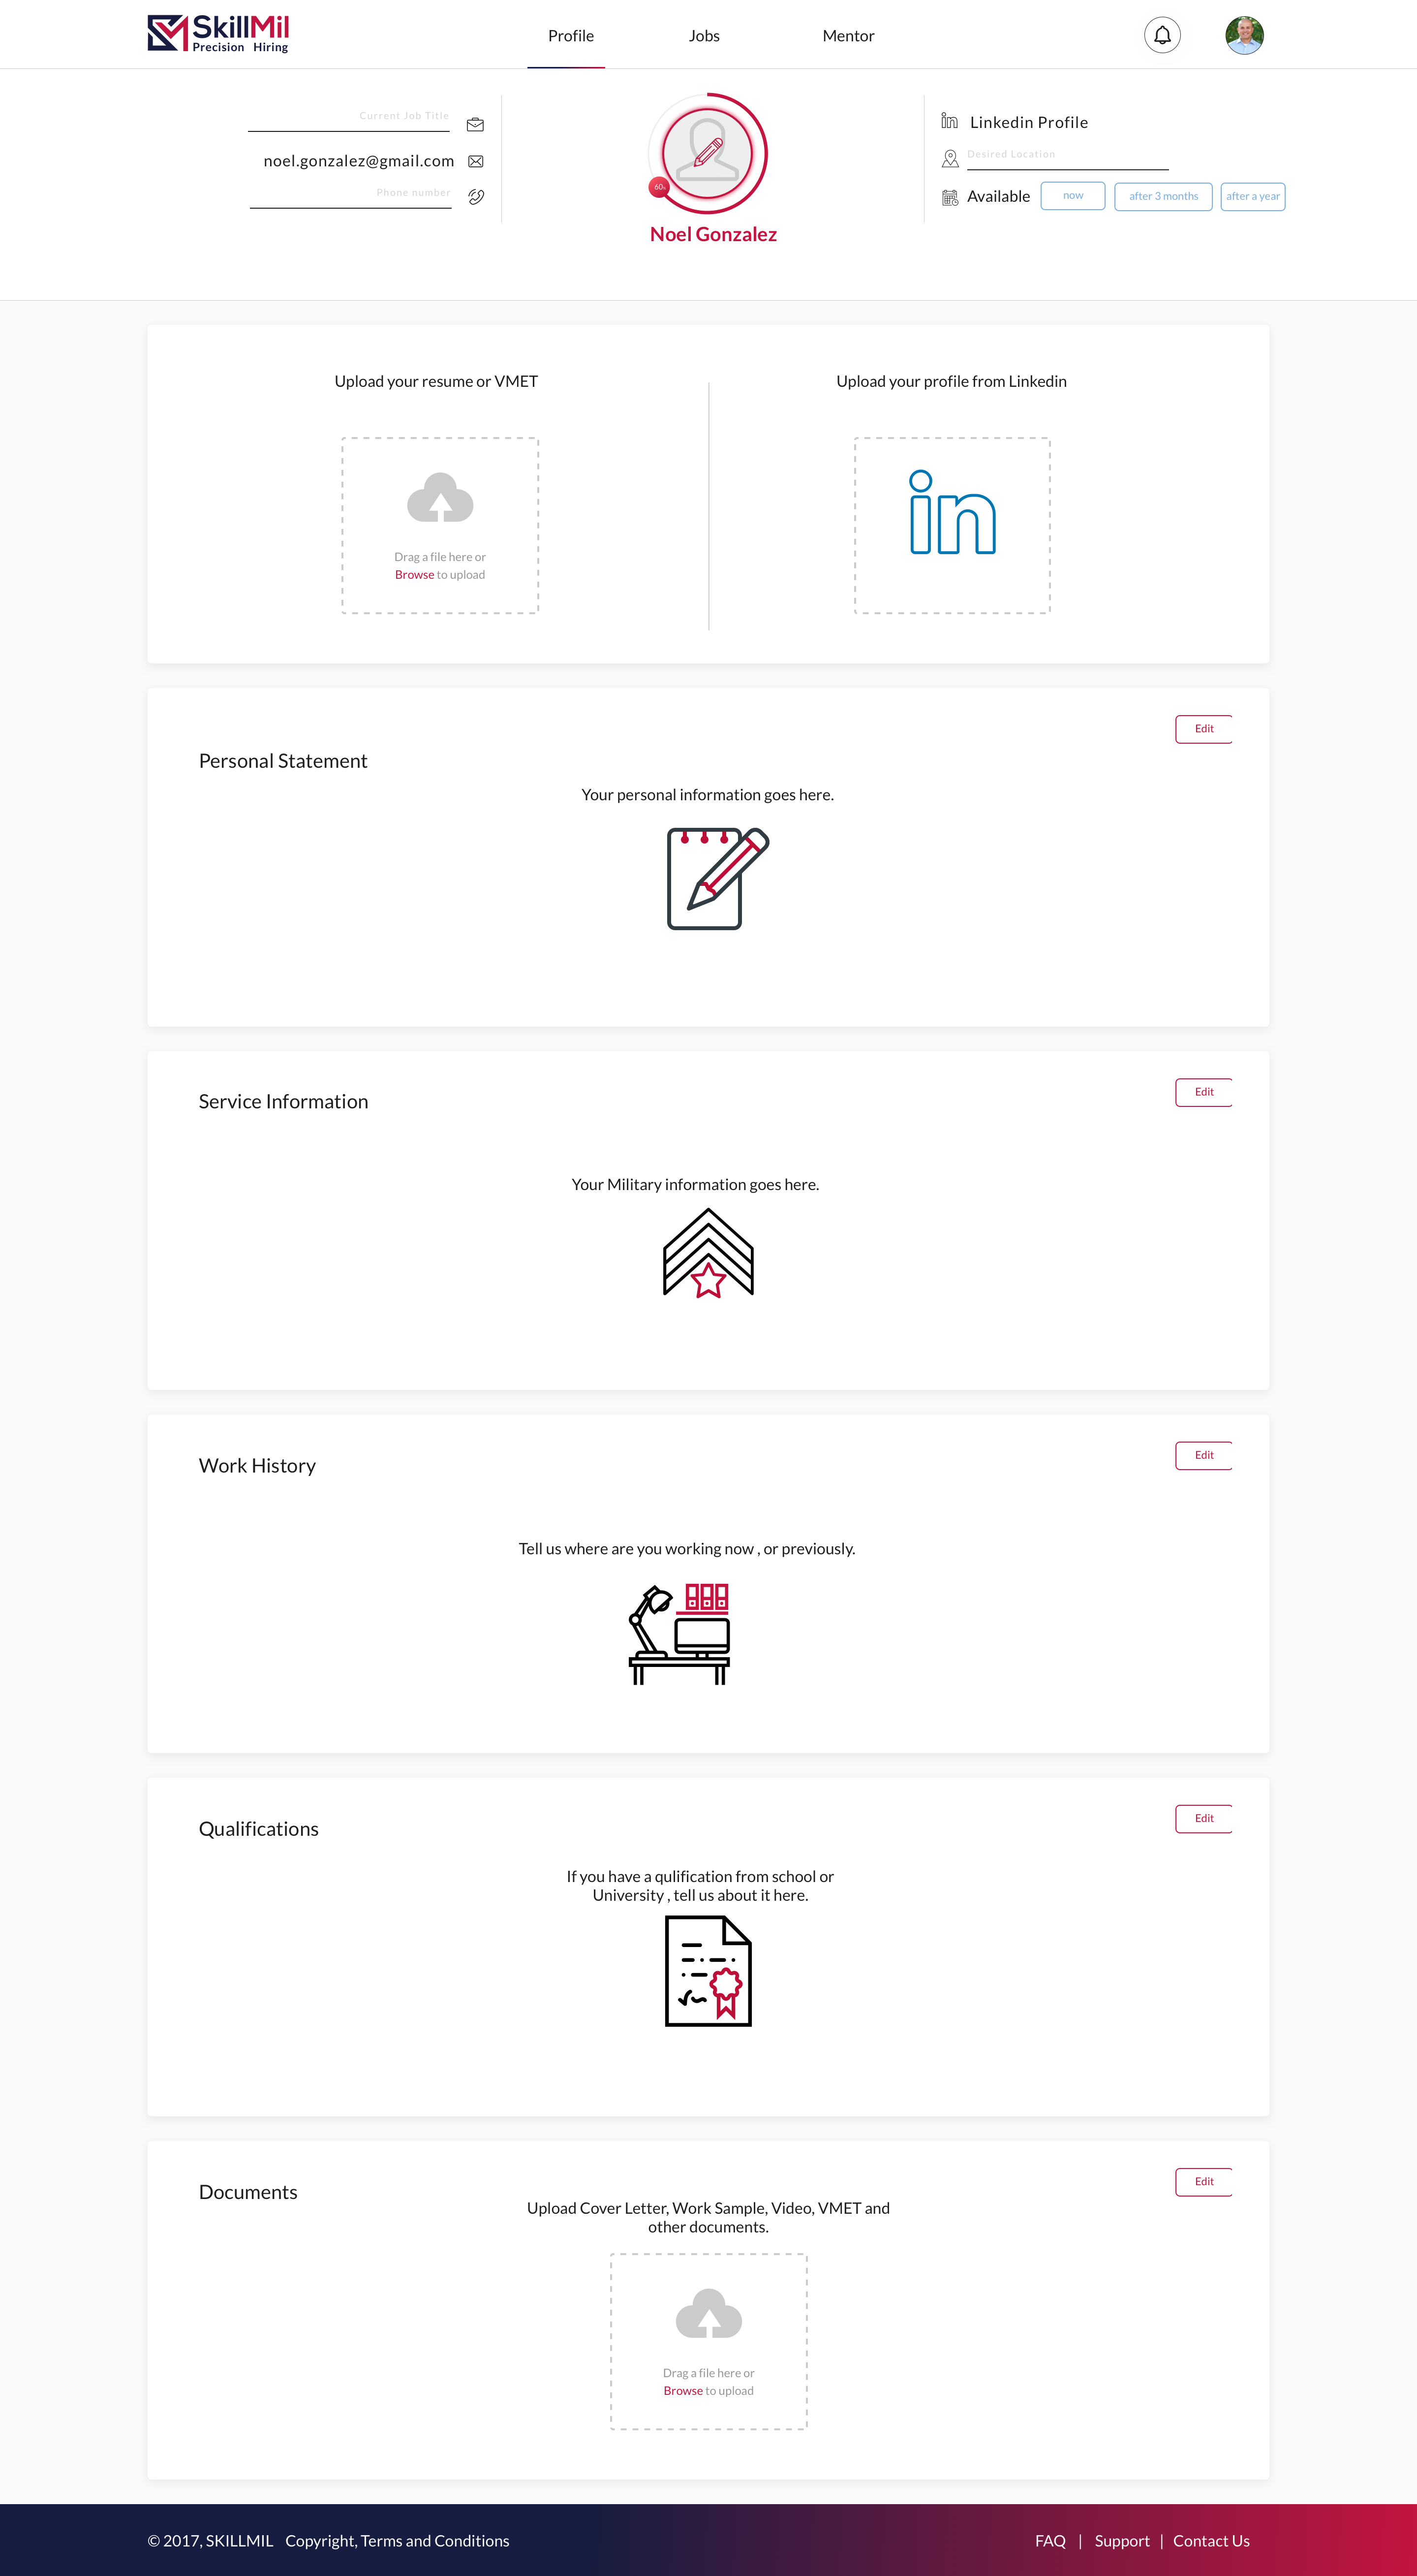 SkillMil
Precision Hiring
Profile
Jobs
Mentor
Current Job Title
noel.gonzalez@gmail.com
Phone number
60%
Noel Gonzalez
Linkedin Profile
Desired Location
Available
now
after 3 months
after a year
Upload your resume or VMET
Drag a file here or
Browse to upload
Upload your profile from Linkedin
in
Edit
Personal Statement
Your personal information goes here.
Edit
Service Information
Your Military information goes here.
Edit
Work History
Tell us where are you working now , or previously.
Edit
Qualifications
If you have a qulification from school or
University , tell us about it here.
Edit
Documents
Upload Cover Letter, Work Sample, Video, VMET and
other documents.
Drag a file here or
Browse to upload
© 2017, SKILLMIL Copyright, Terms and Conditions
FAQ | Support | Contact Us